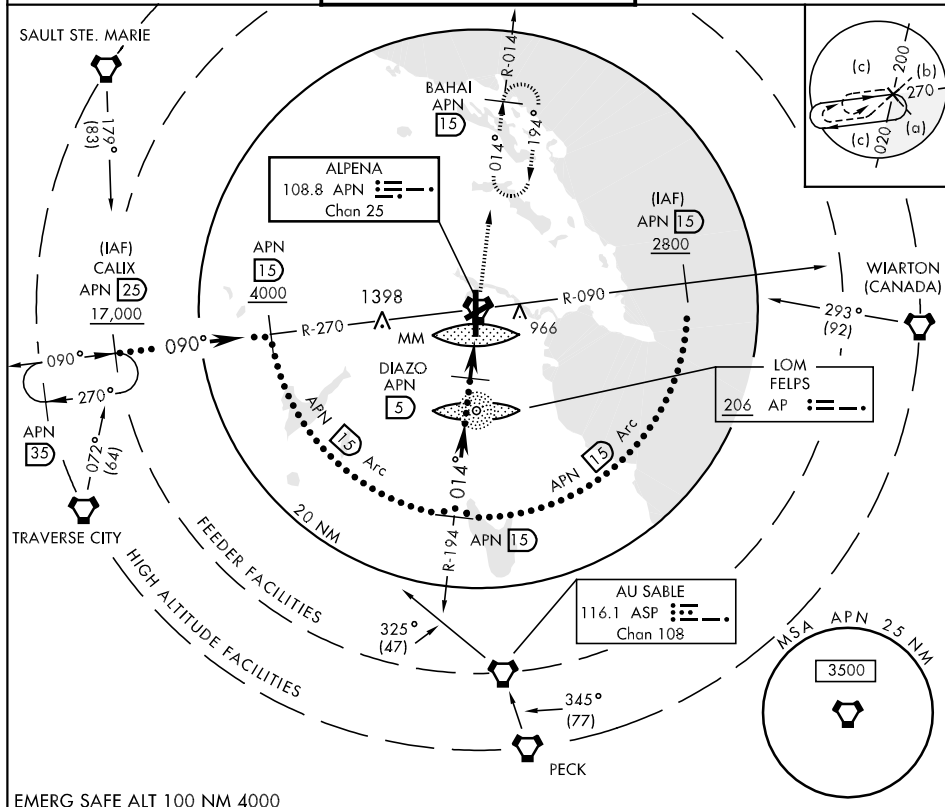 SAULT STE. MARIE
179°
(83)
R-014
BAHAI
APN
15
014°
194°
(c)
200
(b)
270
(a)
(c)
020
ALPENA
108.8 APN
Chan 25
(IAF)
APN 15
2800
(IAF)
CALIX
APN 25
17,000
APN
15
4000
1398
R-270
R-090
966
WIARTON
(CANADA)
293°
(92)
090°
090°
270°
MM
DIAZO
APN
5
LOM
FELPS
206 AP
APN
35
072°
(64)
TRAVERSE CITY
APN 15 Arc
014°
APN 15 Arc
20 NM
R-194
APN 15
FEEDER FACILITIES
HIGH ALTITUDE FACILITIES
325°
(47)
AU SABLE
116.1 ASP
Chan 108
345°
(77)
PECK
MSA APN 25 NM
3500
EMERG SAFE ALT 100 NM 4000